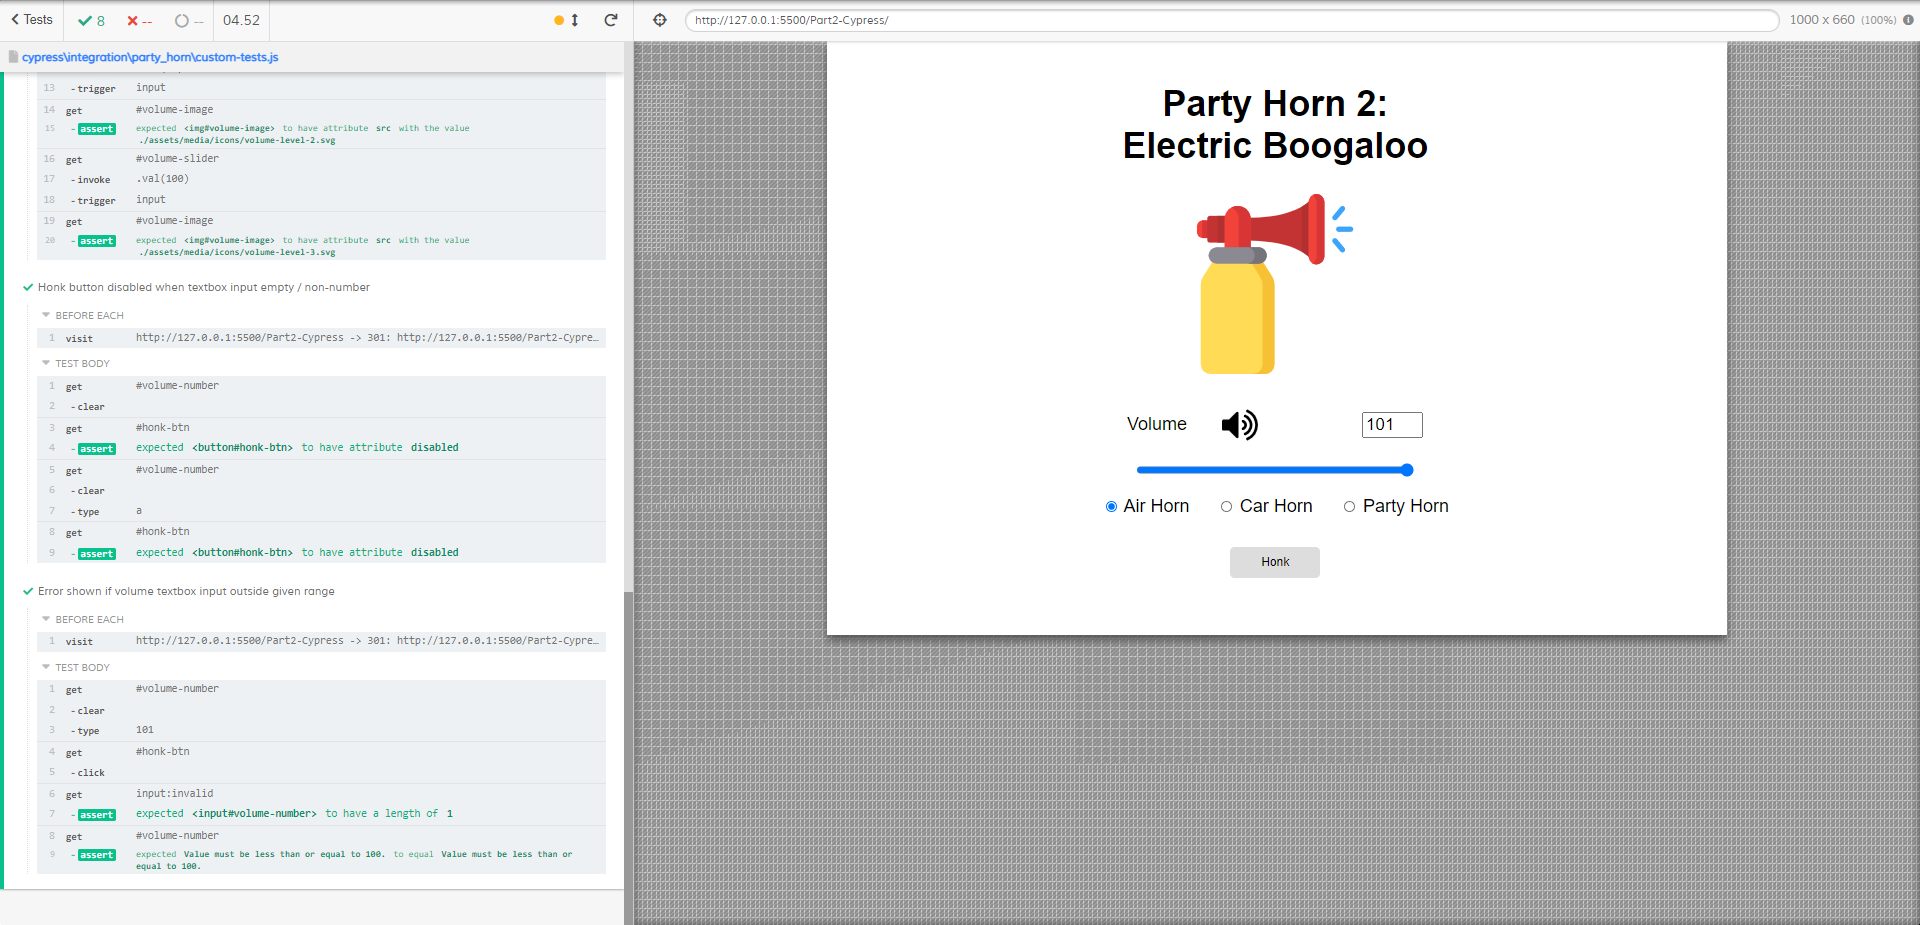 Tests 8 -- -- 04.52
http://127.0.0.1:5500/Part2-Cypress/ 1000 x 660 (100%)
cypress\integration\party_horn\custom-tests.js
13 -trigger input
14 get #volume-image
15 -assert expected <img#volume-image> to have attribute src with the value
./assets/media/icons/volume-level-2.svg
16 get #volume-slider
17 -invoke .val(100)
18 -trigger input
19 get #volume-image
20 -assert expected <img#volume-image> to have attribute src with the value
./assets/media/icons/volume-level-3.svg
Honk button disabled when textbox input empty / non-number
BEFORE EACH
1 visit http://127.0.0.1:5500/Part2-Cypress -> 301: http://127.0.0.1:5500/Part2-Cypre…
TEST BODY
1 get #volume-number
2 -clear
3 get #honk-btn
4 -assert expected <button#honk-btn> to have attribute disabled
5 get #volume-number
6 -clear
7 -type a
8 get #honk-btn
9 -assert expected <button#honk-btn> to have attribute disabled
Error shown if volume textbox input outside given range
BEFORE EACH
1 visit http://127.0.0.1:5500/Part2-Cypress -> 301: http://127.0.0.1:5500/Part2-Cypre…
TEST BODY
1 get #volume-number
2 -clear
3 -type 101
4 get #honk-btn
5 -click
6 get input:invalid
7 -assert expected <input#volume-number> to have a length of 1
8 get #volume-number
9 -assert expected Value must be less than or equal to 100. to equal Value must be less than or
equal to 100.
Party Horn 2:
Electric Boogaloo
Volume 101
Air Horn Car Horn Party Horn
Honk